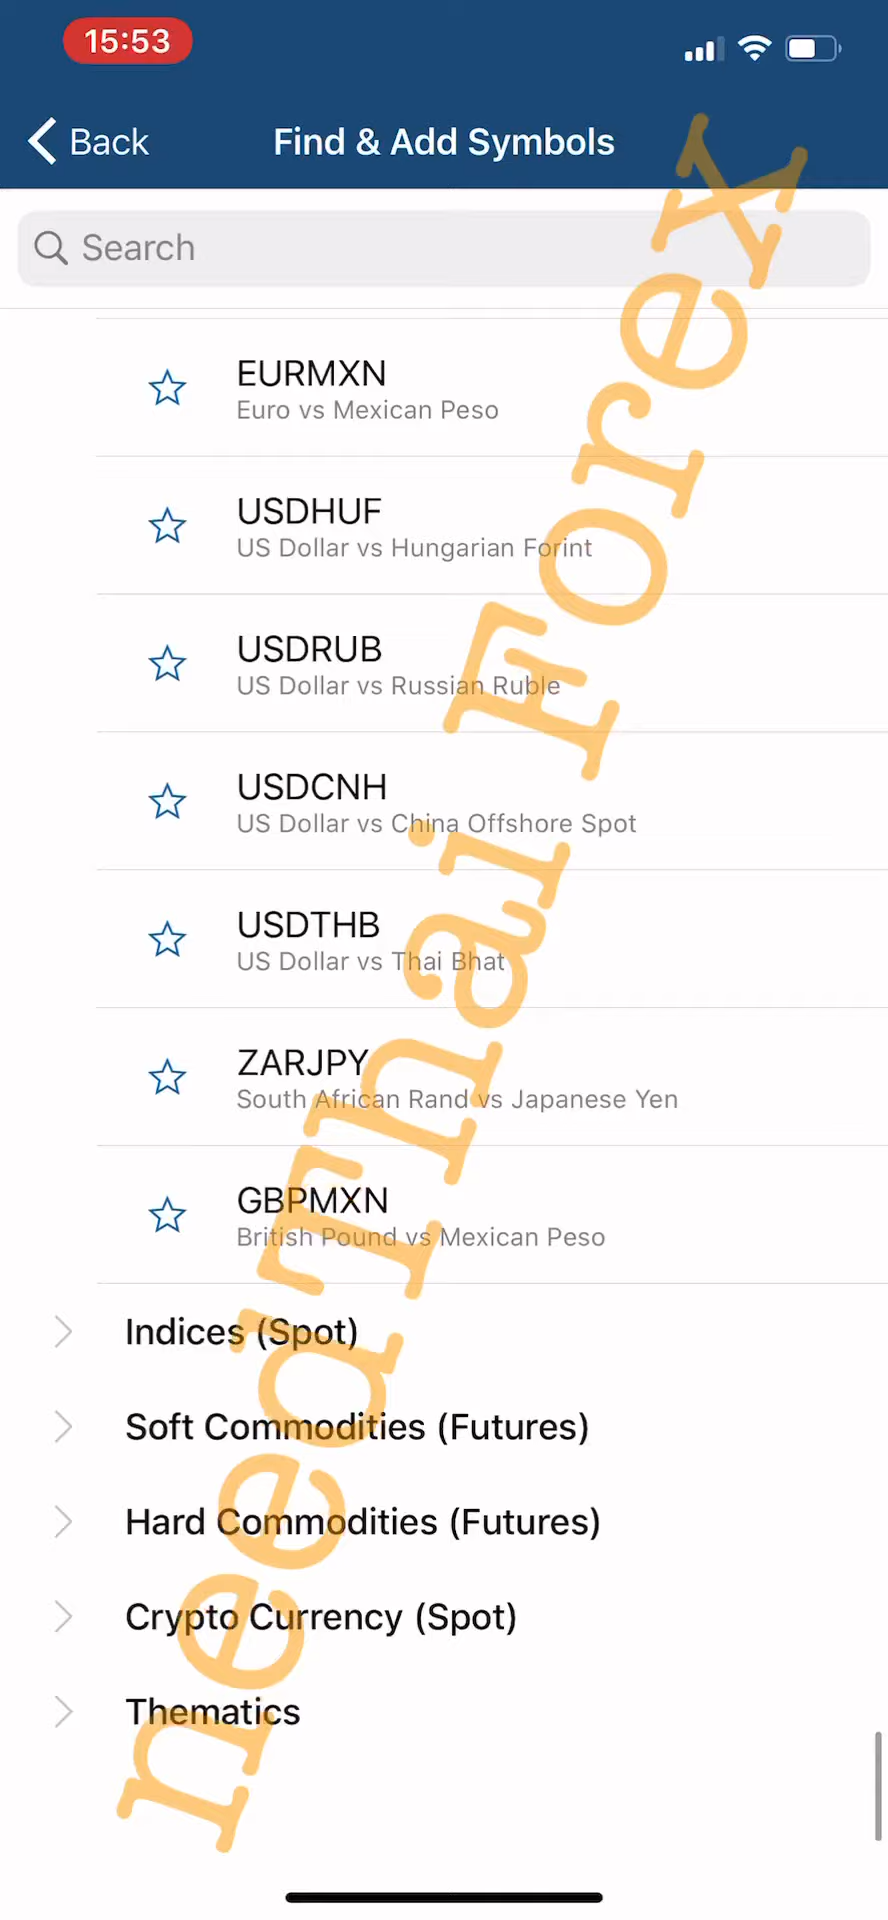 15:53
Back
Find & Add Symbols
Search
EURMXN
Euro vs Mexican Peso
USDHUF
US Dollar vs Hungarian Forint
USDRUB
US Dollar vs Russian Ruble
USDCNH
US Dollar vs China Offshore Spot
USDTHB
US Dollar vs Thai Bhat
ZARJPY
South African Rand vs Japanese Yen
GBPMXN
British Pound vs Mexican Peso
Indices (Spot)
Soft Commodities (Futures)
Hard Commodities (Futures)
Crypto Currency (Spot)
Thematics
needThai Forex